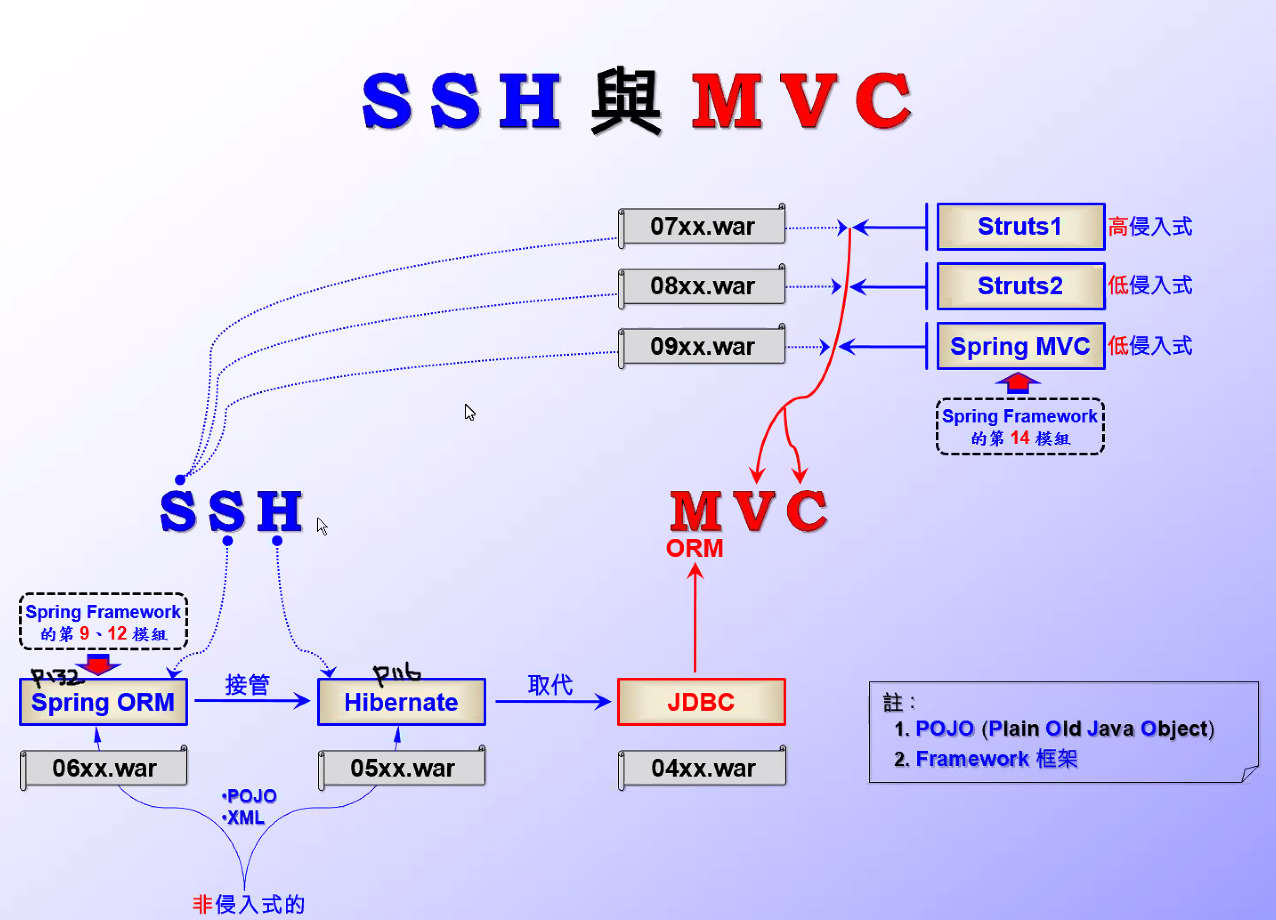 SSH 與 MVC
07xx.war
Struts1
高侵入式
08xx.war
Struts2
低侵入式
09xx.war
Spring MVC
低侵入式
Spring Framework
的第 14 模組
SSH
MVC
ORM
Spring Framework
的第 9、12 模組
P132
P116
Spring ORM
接管
Hibernate
取代
JDBC
06xx.war
05xx.war
04xx.war
•POJO
•XML
非侵入式的
註：
1. POJO (Plain Old Java Object)
2. Framework 框架